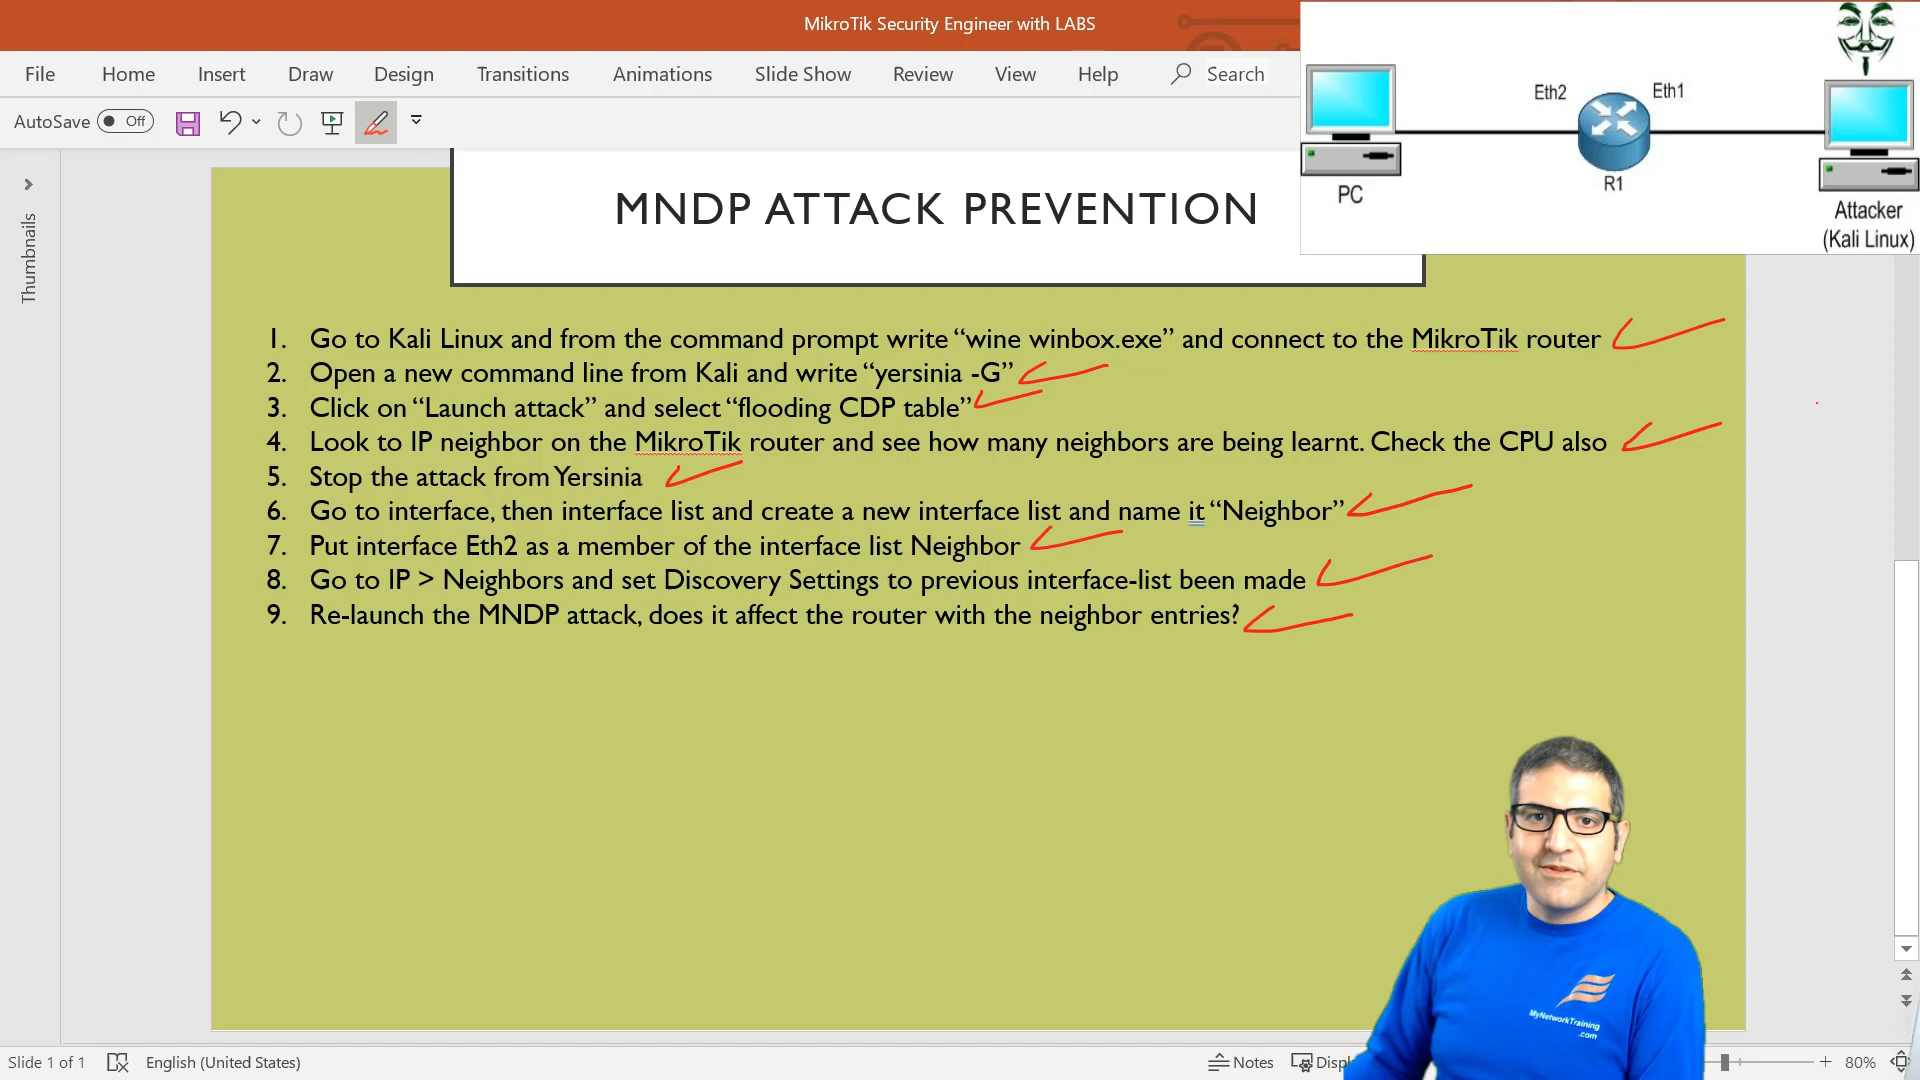 MikroTik Security Engineer with LABS
File Home Insert Draw Design Transitions Animations Slide Show Review View Help Search
AutoSave Off
Thumbnails
Eth2 Eth1
R1
PC
Attacker
(Kali Linux)
MNDP ATTACK PREVENTION
1. Go to Kali Linux and from the command prompt write “wine winbox.exe” and connect to the MikroTik router
2. Open a new command line from Kali and write “yersinia -G”
3. Click on “Launch attack” and select “flooding CDP table”
4. Look to IP neighbor on the MikroTik router and see how many neighbors are being learnt. Check the CPU also
5. Stop the attack from Yersinia
6. Go to interface, then interface list and create a new interface list and name it “Neighbor”
7. Put interface Eth2 as a member of the interface list Neighbor
8. Go to IP > Neighbors and set Discovery Settings to previous interface-list been made
9. Re-launch the MNDP attack, does it affect the router with the neighbor entries?
MyNetworkTraining
.com
Slide 1 of 1 English (United States) Notes Displ 80%